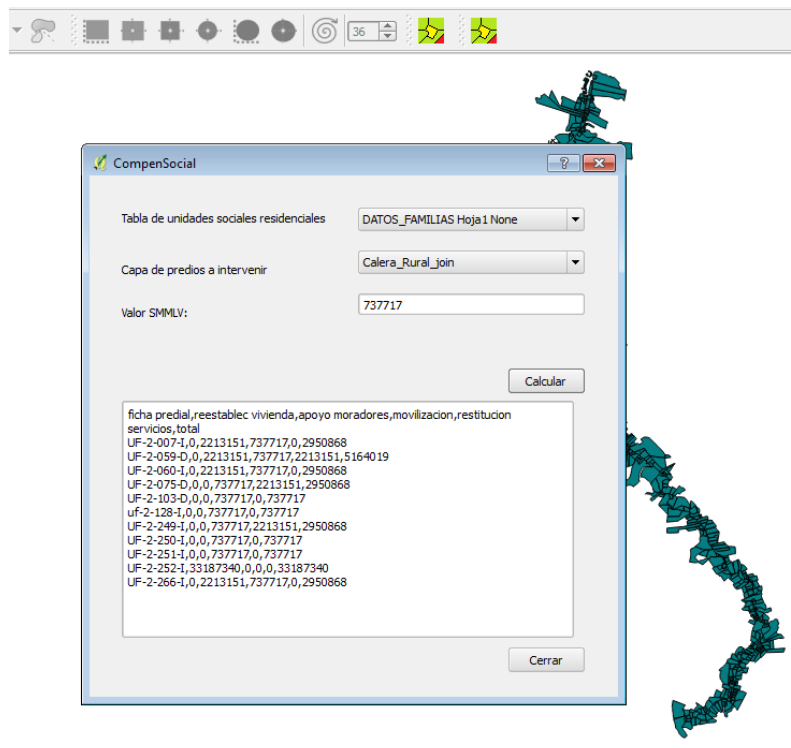 36
CompenSocial
Tabla de unidades sociales residenciales
DATOS_FAMILIAS Hoja1 None
Capa de predios a intervenir
Calera_Rural_join
Valor SMMLV:
737717
Calcular
ficha predial,reestablec vivienda,apoyo moradores,movilizacion,restitucion
servicios,total
UF-2-007-I,0,2213151,737717,0,2950868
UF-2-059-D,0,2213151,737717,2213151,5164019
UF-2-060-I,0,2213151,737717,0,2950868
UF-2-075-D,0,0,737717,2213151,2950868
UF-2-103-D,0,0,737717,0,737717
uf-2-128-I,0,0,737717,0,737717
UF-2-249-I,0,0,737717,2213151,2950868
UF-2-250-I,0,0,737717,0,737717
UF-2-251-I,0,0,737717,0,737717
UF-2-252-I,33187340,0,0,0,33187340
UF-2-266-I,0,2213151,737717,0,2950868
Cerrar